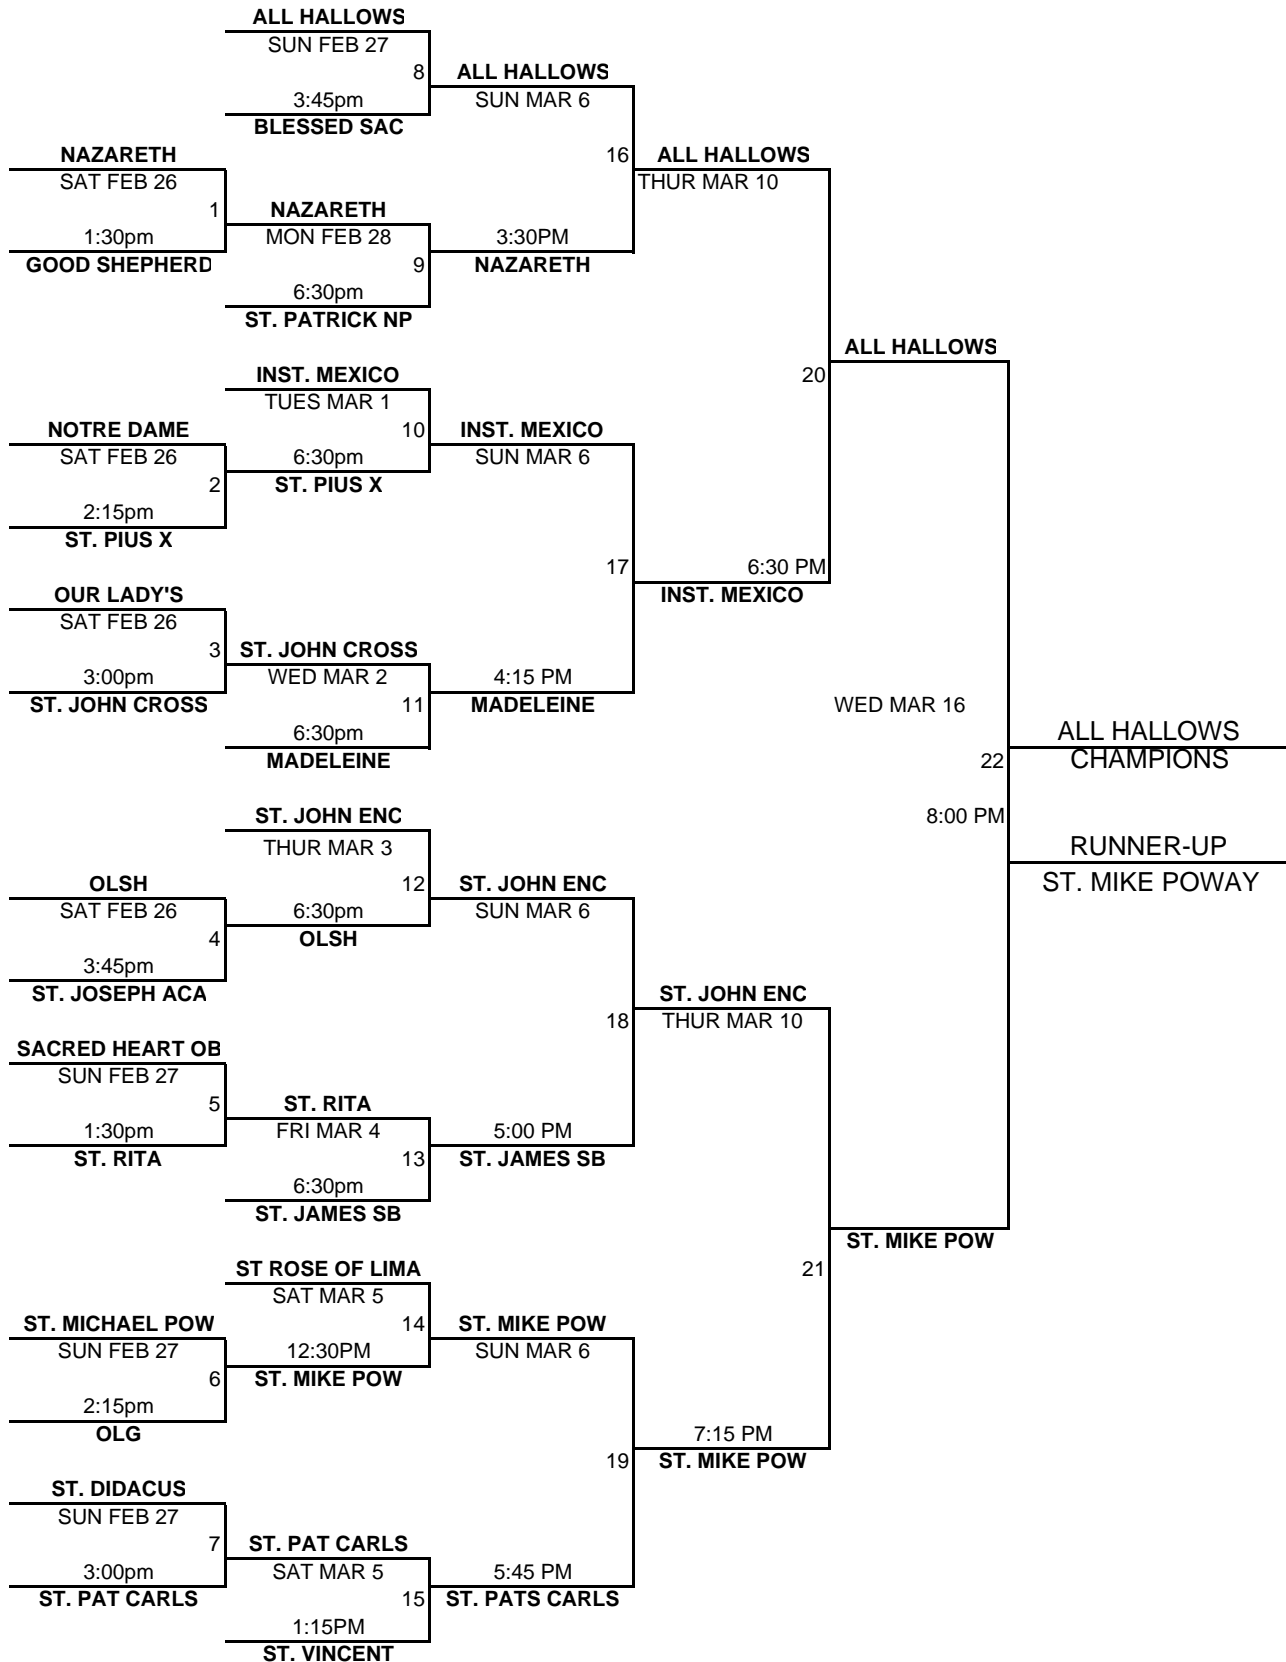 ALL HALLOWS
SUN FEB 27
8
ALL HALLOWS
3:45pm
SUN MAR 6
BLESSED SAC
NAZARETH
16
ALL HALLOWS
SAT FEB 26
THUR MAR 10
1
NAZARETH
1:30pm
MON FEB 28
3:30PM
GOOD SHEPHERD
9
NAZARETH
6:30pm
ST. PATRICK NP
ALL HALLOWS
INST. MEXICO
20
TUES MAR 1
NOTRE DAME
10
INST. MEXICO
SAT FEB 26
6:30pm
SUN MAR 6
2
ST. PIUS X
2:15pm
ST. PIUS X
17
6:30 PM
OUR LADY'S
INST. MEXICO
SAT FEB 26
3
ST. JOHN CROSS
3:00pm
WED MAR 2
4:15 PM
ST. JOHN CROSS
11
MADELEINE
WED MAR 16
6:30pm
ALL HALLOWS
MADELEINE
22
CHAMPIONS
ST. JOHN ENC
8:00 PM
THUR MAR 3
RUNNER-UP
OLSH
12
ST. JOHN ENC
ST. MIKE POWAY
SAT FEB 26
6:30pm
SUN MAR 6
4
OLSH
3:45pm
ST. JOSEPH ACA
ST. JOHN ENC
18
THUR MAR 10
SACRED HEART OB
SUN FEB 27
5
ST. RITA
1:30pm
FRI MAR 4
5:00 PM
ST. RITA
13
ST. JAMES SB
6:30pm
ST. JAMES SB
ST. MIKE POW
ST ROSE OF LIMA
21
SAT MAR 5
ST. MICHAEL POW
14
ST. MIKE POW
SUN FEB 27
12:30PM
SUN MAR 6
6
ST. MIKE POW
2:15pm
OLG
7:15 PM
19
ST. MIKE POW
ST. DIDACUS
SUN FEB 27
7
ST. PAT CARLS
3:00pm
SAT MAR 5
5:45 PM
ST. PAT CARLS
15
ST. PATS CARLS
1:15PM
ST. VINCENT